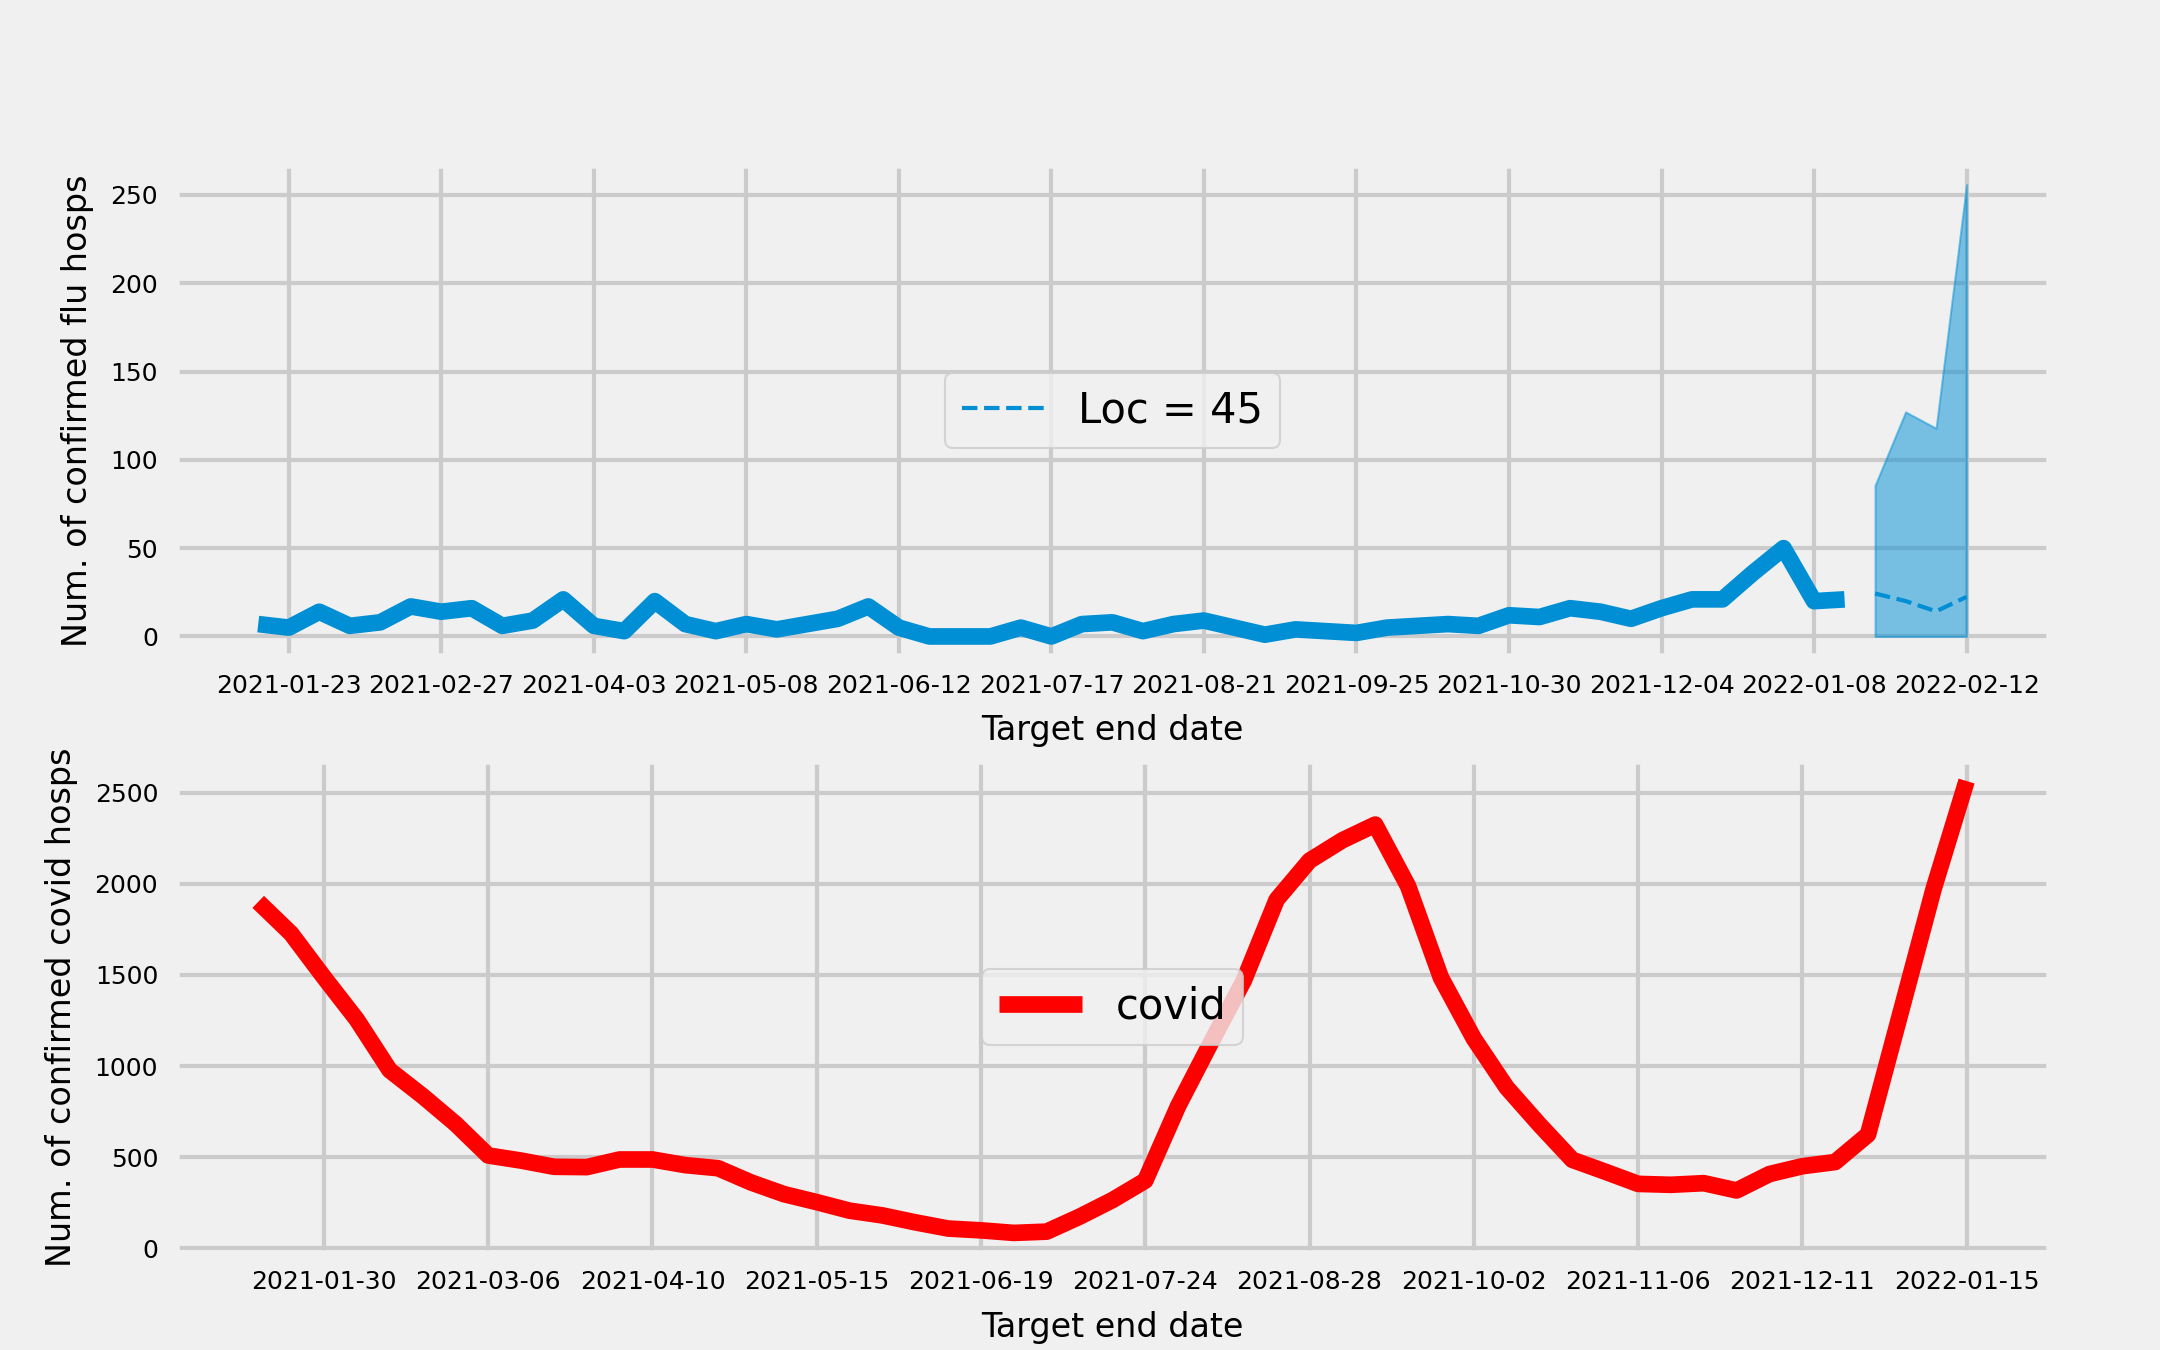 Num. of confirmed flu hosps
250
200
150
100
50
0
Loc = 45
2021-01-23 2021-02-27 2021-04-03 2021-05-08 2021-06-12 2021-07-17 2021-08-21 2021-09-25 2021-10-30 2021-12-04 2022-01-08 2022-02-12
Target end date
Num. of confirmed covid hosps
2500
2000
1500
1000
500
0
covid
2021-01-30 2021-03-06 2021-04-10 2021-05-15 2021-06-19 2021-07-24 2021-08-28 2021-10-02 2021-11-06 2021-12-11 2022-01-15
Target end date